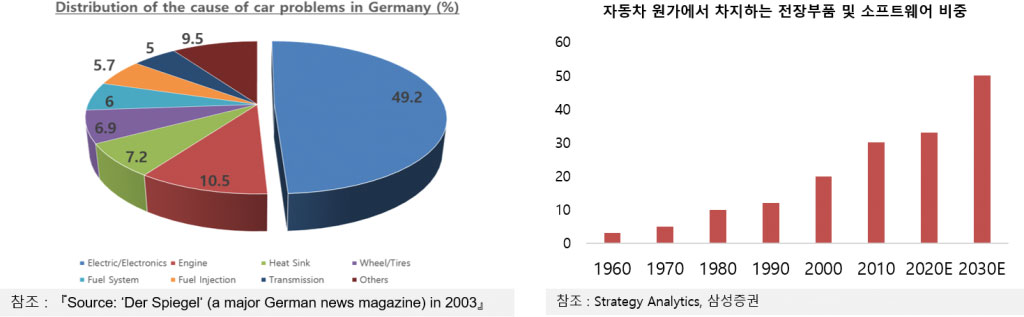 Distribution of the cause of car problems in Germany (%)
9.5
5
5.7
6
6.9
7.2
10.5
49.2
Electric/Electronics Engine Heat Sink Wheel/Tires
Fuel System Fuel Injection Transmission Others
참조 : 『Source: 'Der Spiegel' (a major German news magazine) in 2003』
자동차 원가에서 차지하는 전장부품 및 소프트웨어 비중
60
50
40
30
20
10
0
1960 1970 1980 1990 2000 2010 2020E 2030E
참조 : Strategy Analytics, 삼성증권